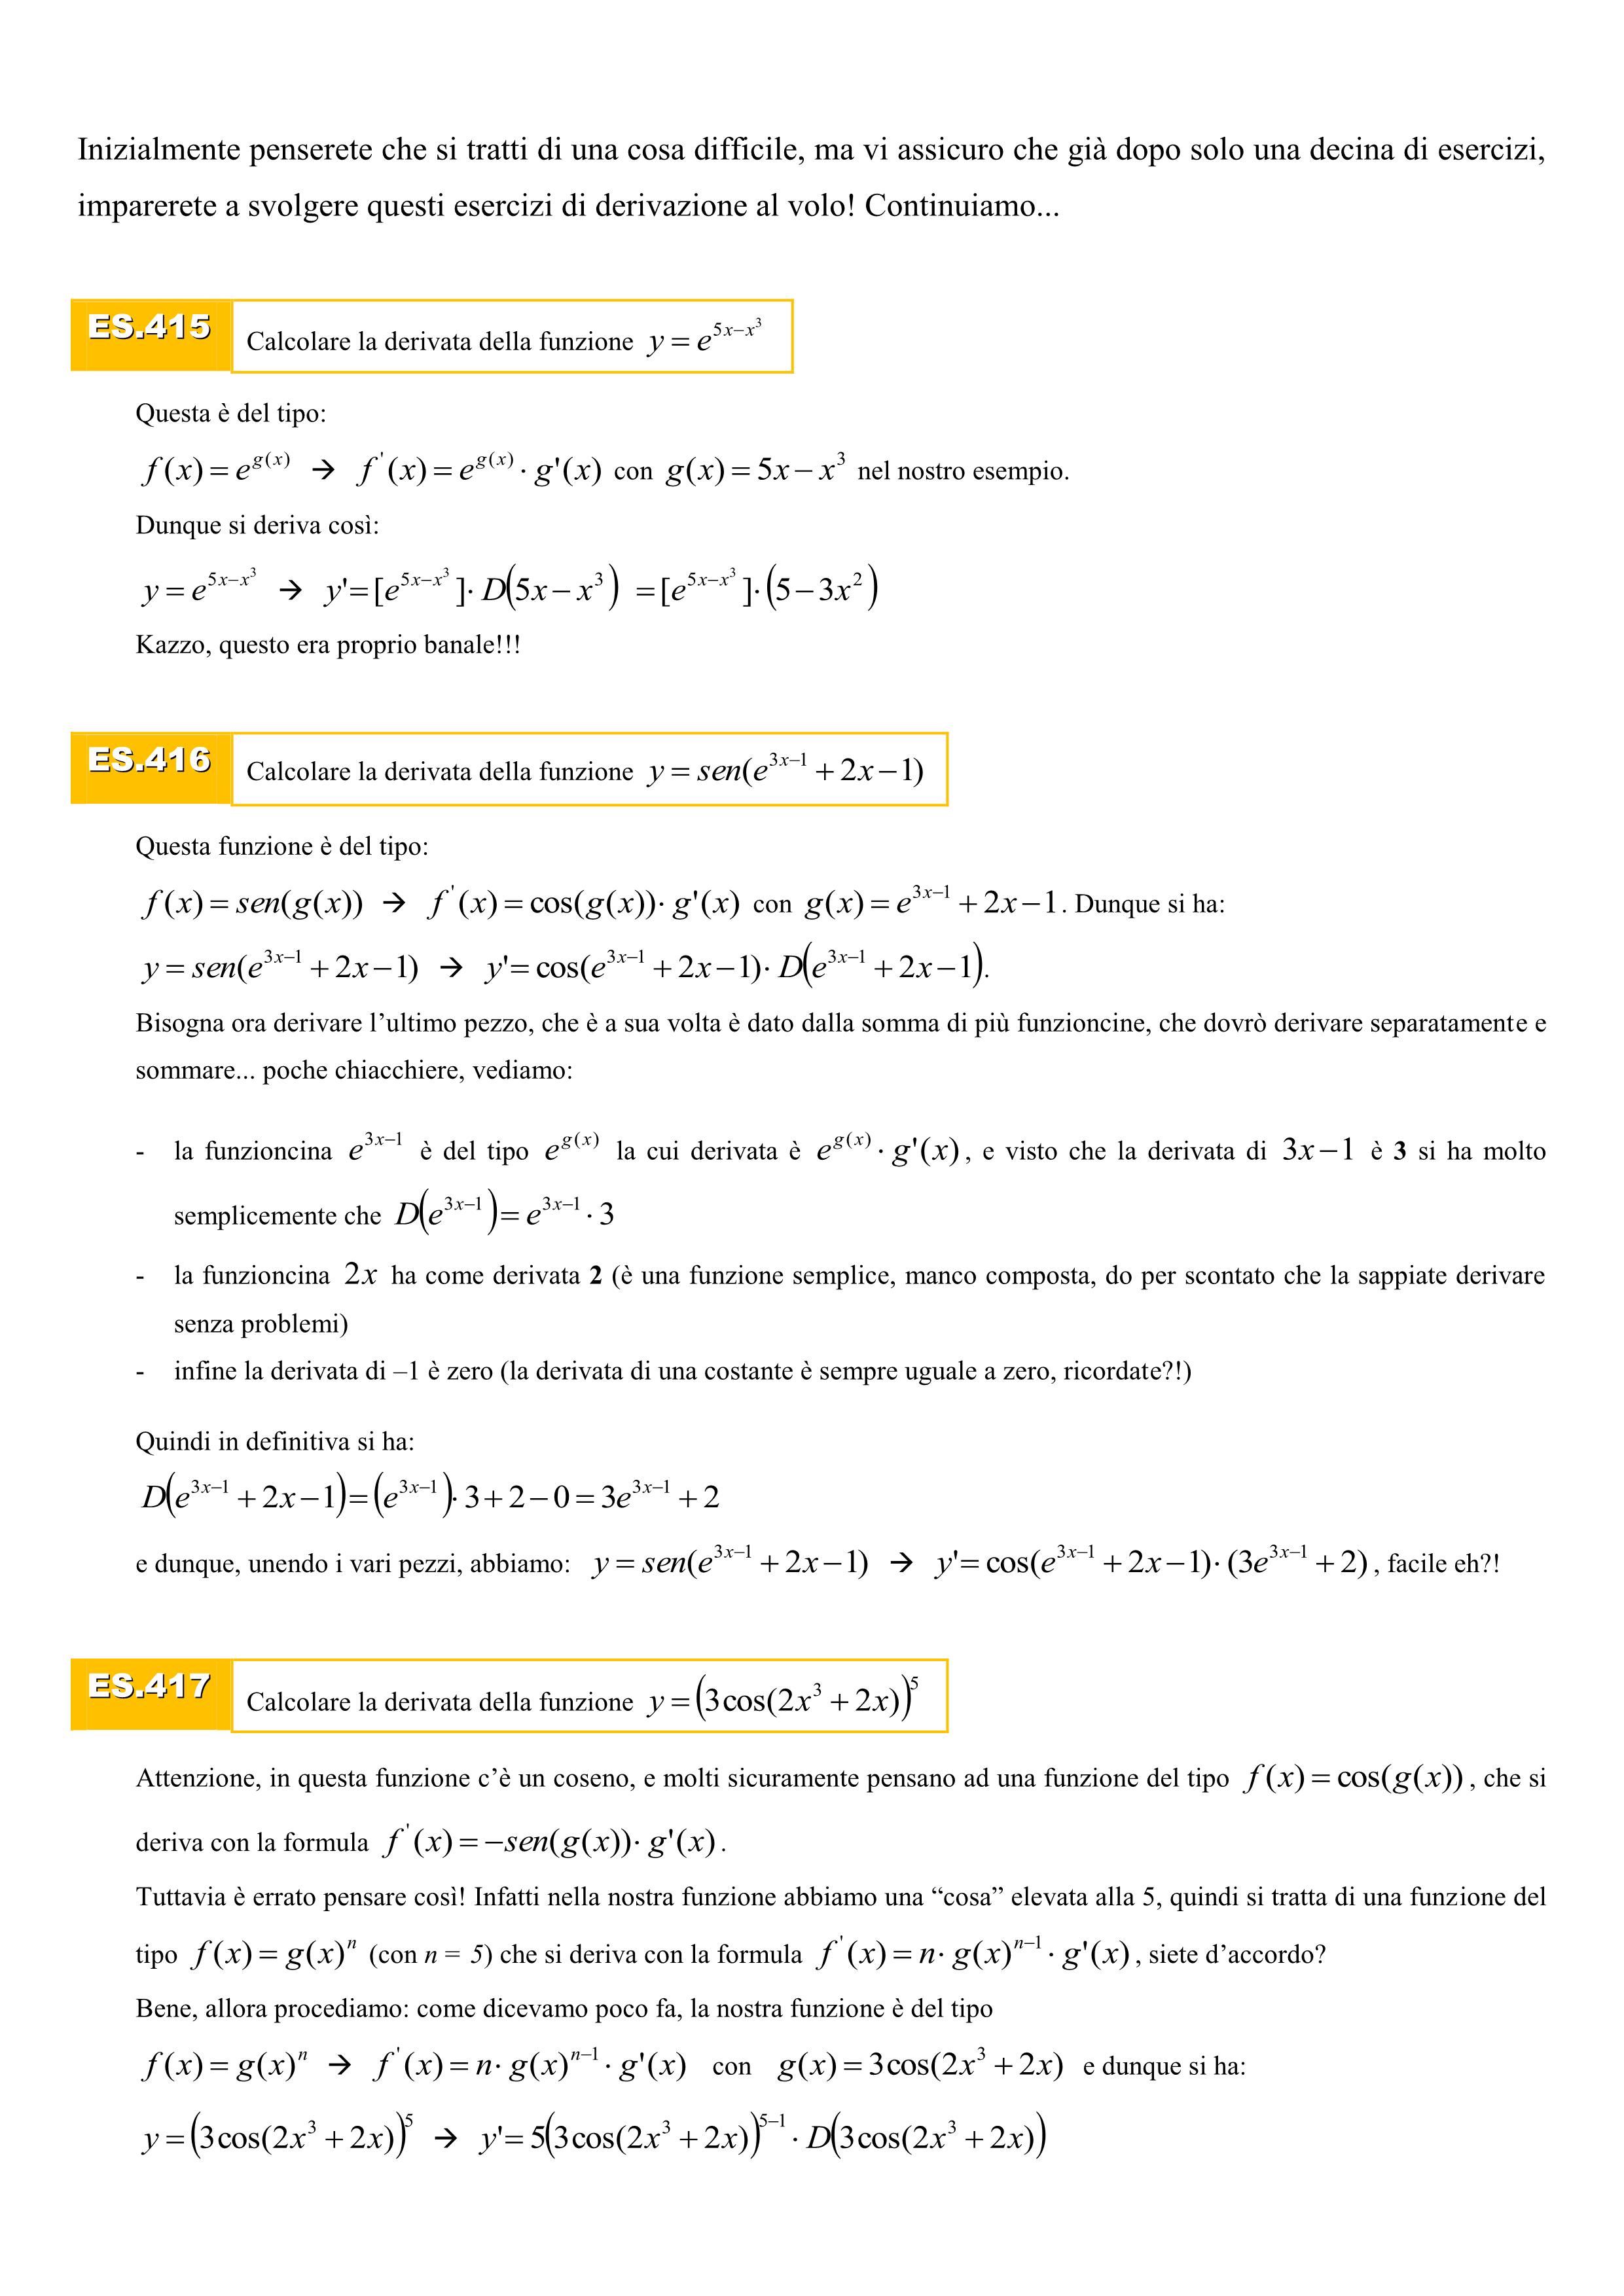 Inizialmente penserete che si tratti di una cosa difficile, ma vi assicuro che già dopo solo una decina di esercizi,
imparerete a svolgere questi esercizi di derivazione al volo! Continuiamo...
ES.415 Calcolare la derivata della funzione $y = e^{5x-x^3}$
Questa è del tipo:
$f(x) = e^{g(x)}$ → $f'(x) = e^{g(x)} \cdot g'(x)$ con $g(x) = 5x - x^3$ nel nostro esempio.
Dunque si deriva così:
$y = e^{5x-x^3}$ → $y' = [e^{5x-x^3}] \cdot D(5x - x^3) = [e^{5x-x^3}] \cdot (5 - 3x^2)$
Kazzo, questo era proprio banale!!!
ES.416 Calcolare la derivata della funzione $y = sen(e^{3x-1} + 2x - 1)$
Questa funzione è del tipo:
$f(x) = sen(g(x))$ → $f'(x) = \cos(g(x)) \cdot g'(x)$ con $g(x) = e^{3x-1} + 2x - 1$. Dunque si ha:
$y = sen(e^{3x-1} + 2x - 1)$ → $y' = \cos(e^{3x-1} + 2x - 1) \cdot D(e^{3x-1} + 2x - 1)$.
Bisogna ora derivare l’ultimo pezzo, che è a sua volta è dato dalla somma di più funzioncine, che dovrò derivare separatamente e
sommare... poche chiacchiere, vediamo:
- la funzioncina $e^{3x-1}$ è del tipo $e^{g(x)}$ la cui derivata è $e^{g(x)} \cdot g'(x)$, e visto che la derivata di $3x - 1$ è 3 si ha molto
semplicemente che $D(e^{3x-1}) = e^{3x-1} \cdot 3$
- la funzioncina $2x$ ha come derivata 2 (è una funzione semplice, manco composta, do per scontato che la sappiate derivare
senza problemi)
- infine la derivata di –1 è zero (la derivata di una costante è sempre uguale a zero, ricordate?!)
Quindi in definitiva si ha:
$D(e^{3x-1} + 2x - 1) = (e^{3x-1}) \cdot 3 + 2 - 0 = 3e^{3x-1} + 2$
e dunque, unendo i vari pezzi, abbiamo: $y = sen(e^{3x-1} + 2x - 1)$ → $y' = \cos(e^{3x-1} + 2x - 1) \cdot (3e^{3x-1} + 2)$, facile eh?!
ES.417 Calcolare la derivata della funzione $y = (3\cos(2x^3 + 2x))^5$
Attenzione, in questa funzione c’è un coseno, e molti sicuramente pensano ad una funzione del tipo $f(x) = \cos(g(x))$, che si
deriva con la formula $f'(x) = -sen(g(x)) \cdot g'(x)$.
Tuttavia è errato pensare così! Infatti nella nostra funzione abbiamo una “cosa” elevata alla 5, quindi si tratta di una funzione del
tipo $f(x) = g(x)^n$ (con n = 5) che si deriva con la formula $f'(x) = n \cdot g(x)^{n-1} \cdot g'(x)$, siete d’accordo?
Bene, allora procediamo: come dicevamo poco fa, la nostra funzione è del tipo
$f(x) = g(x)^n$ → $f'(x) = n \cdot g(x)^{n-1} \cdot g'(x)$ con $g(x) = 3\cos(2x^3 + 2x)$ e dunque si ha:
$y = (3\cos(2x^3 + 2x))^5$ → $y' = 5(3\cos(2x^3 + 2x))^{5-1} \cdot D(3\cos(2x^3 + 2x))$